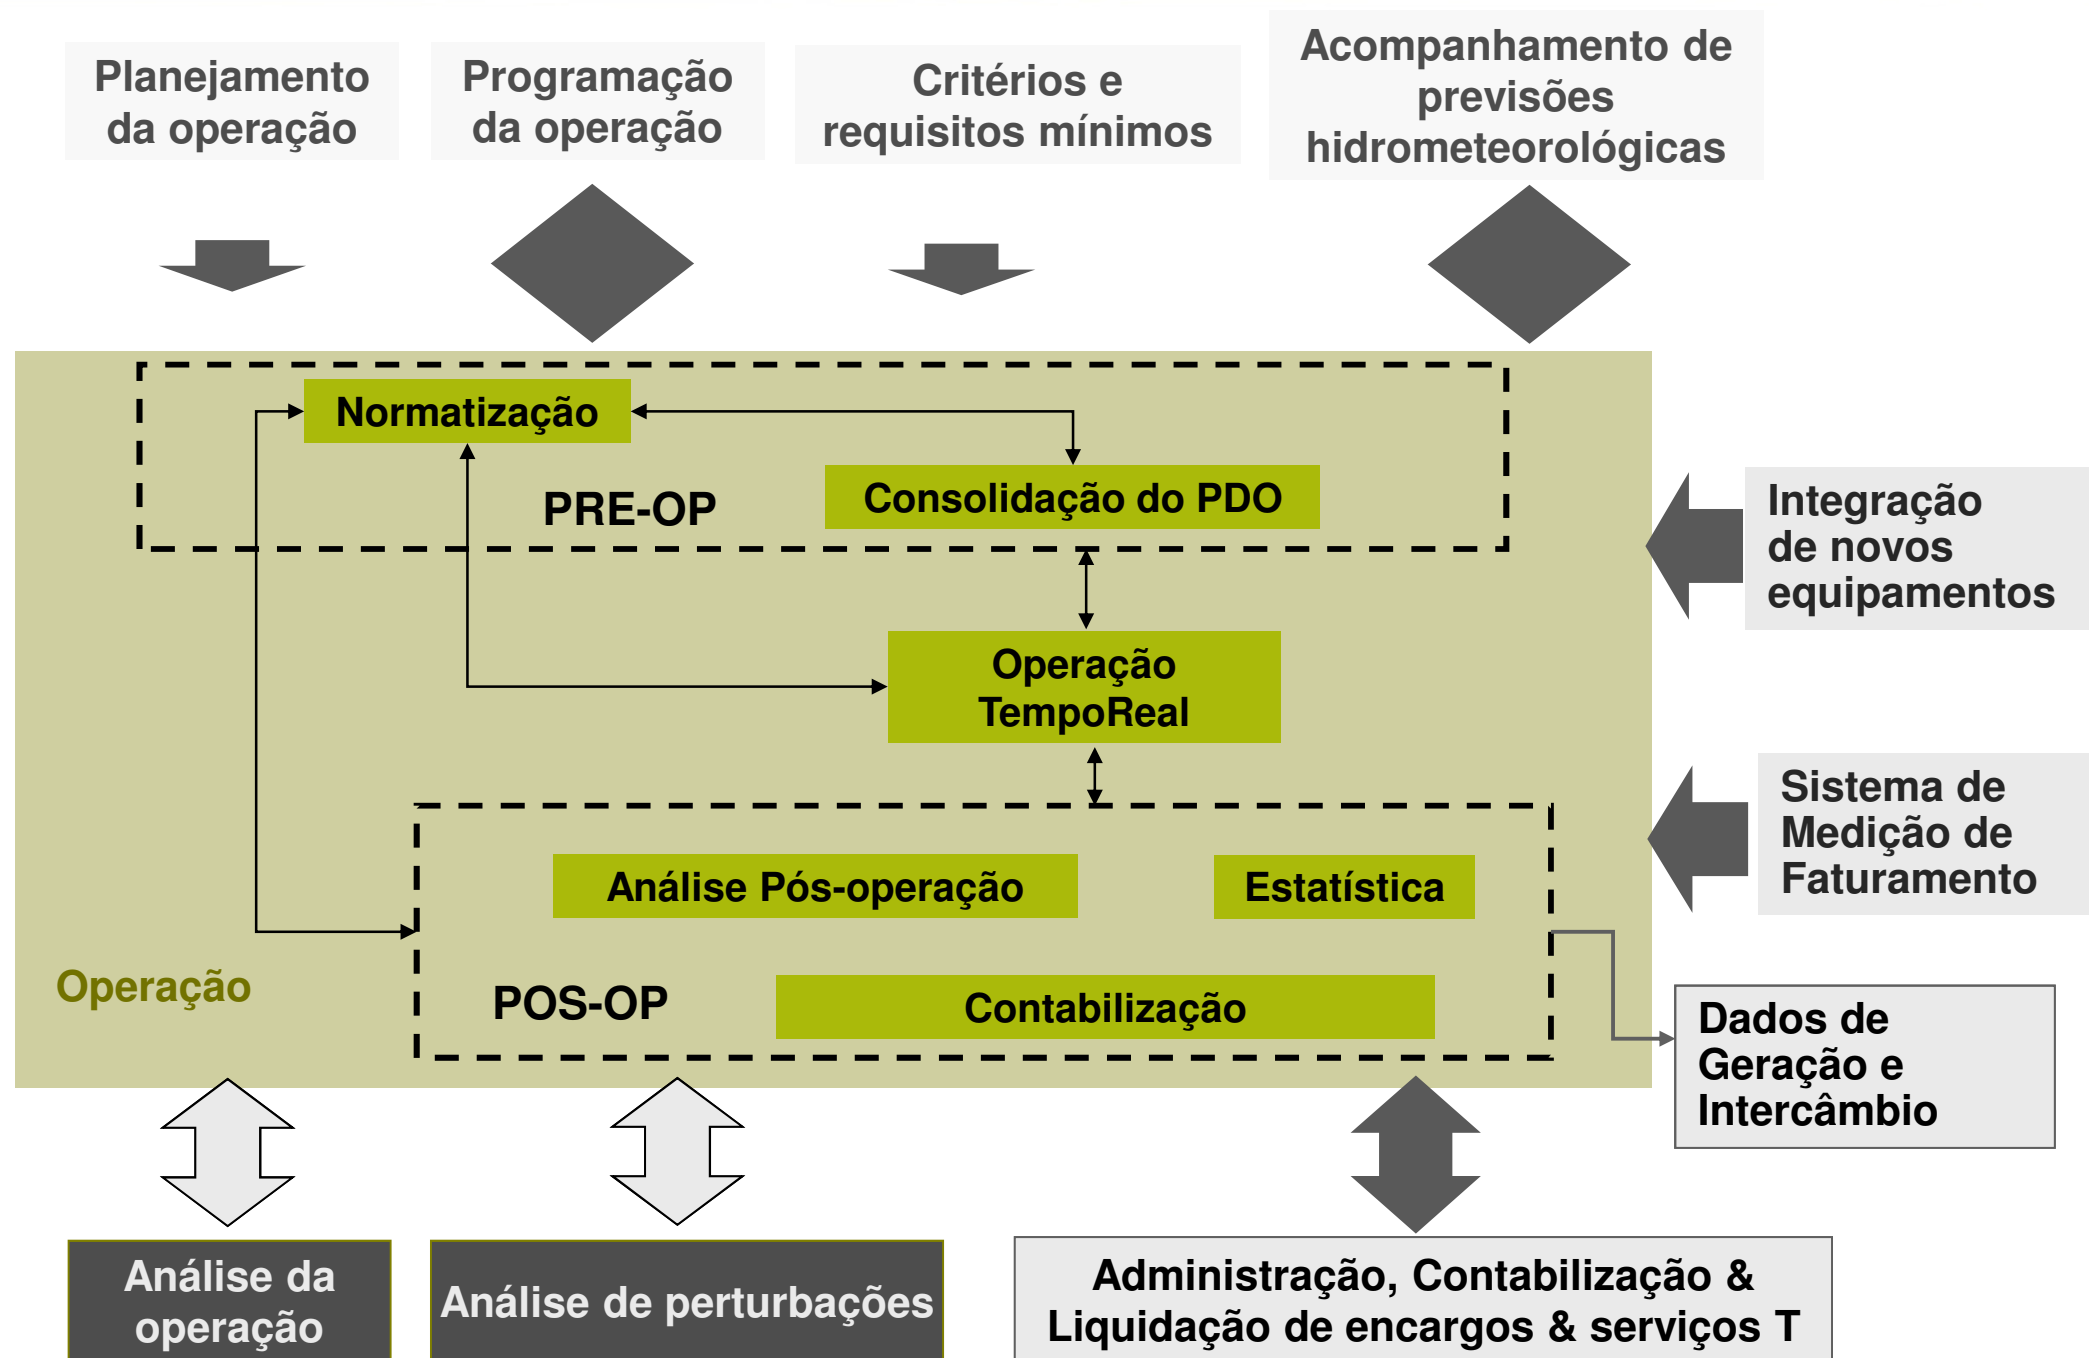 Planejamento
da operação
Programação
da operação
Critérios e
requisitos mínimos
Acompanhamento de
previsões
hidrometeorológicas
Normatização
PRE-OP
Consolidação do PDO
Integração
de novos
equipamentos
Operação
TempoReal
Sistema de
Medição de
Faturamento
Análise Pós-operação
Estatística
Operação
POS-OP
Contabilização
Dados de
Geração e
Intercâmbio
Análise da
operação
Análise de perturbações
Administração, Contabilização &
Liquidação de encargos & serviços T